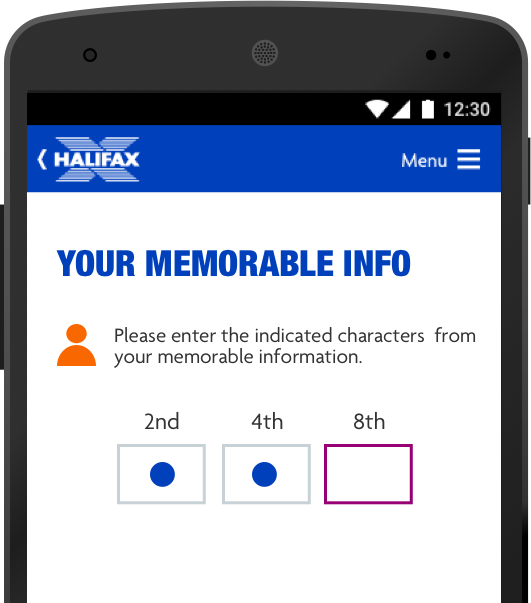 12:30
HALIFAX
Menu
YOUR MEMORABLE INFO
Please enter the indicated characters from
your memorable information.
2nd 4th 8th